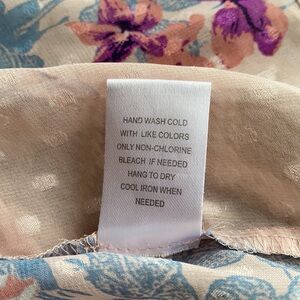 HAND WASH COLD
WITH LIKE COLORS
ONLY NON-CHLORINE
BLEACH IF NEEDED
HANG TO DRY
COOL IRON WHEN
NEEDED